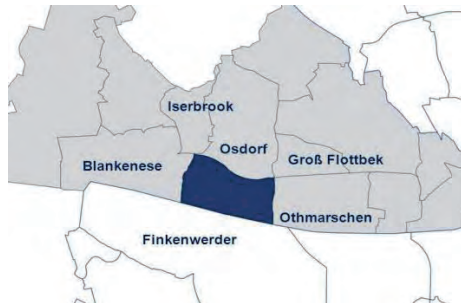 Iserbrook
Osdorf
Groß Flottbek
Blankenese
Othmarschen
Finkenwerder